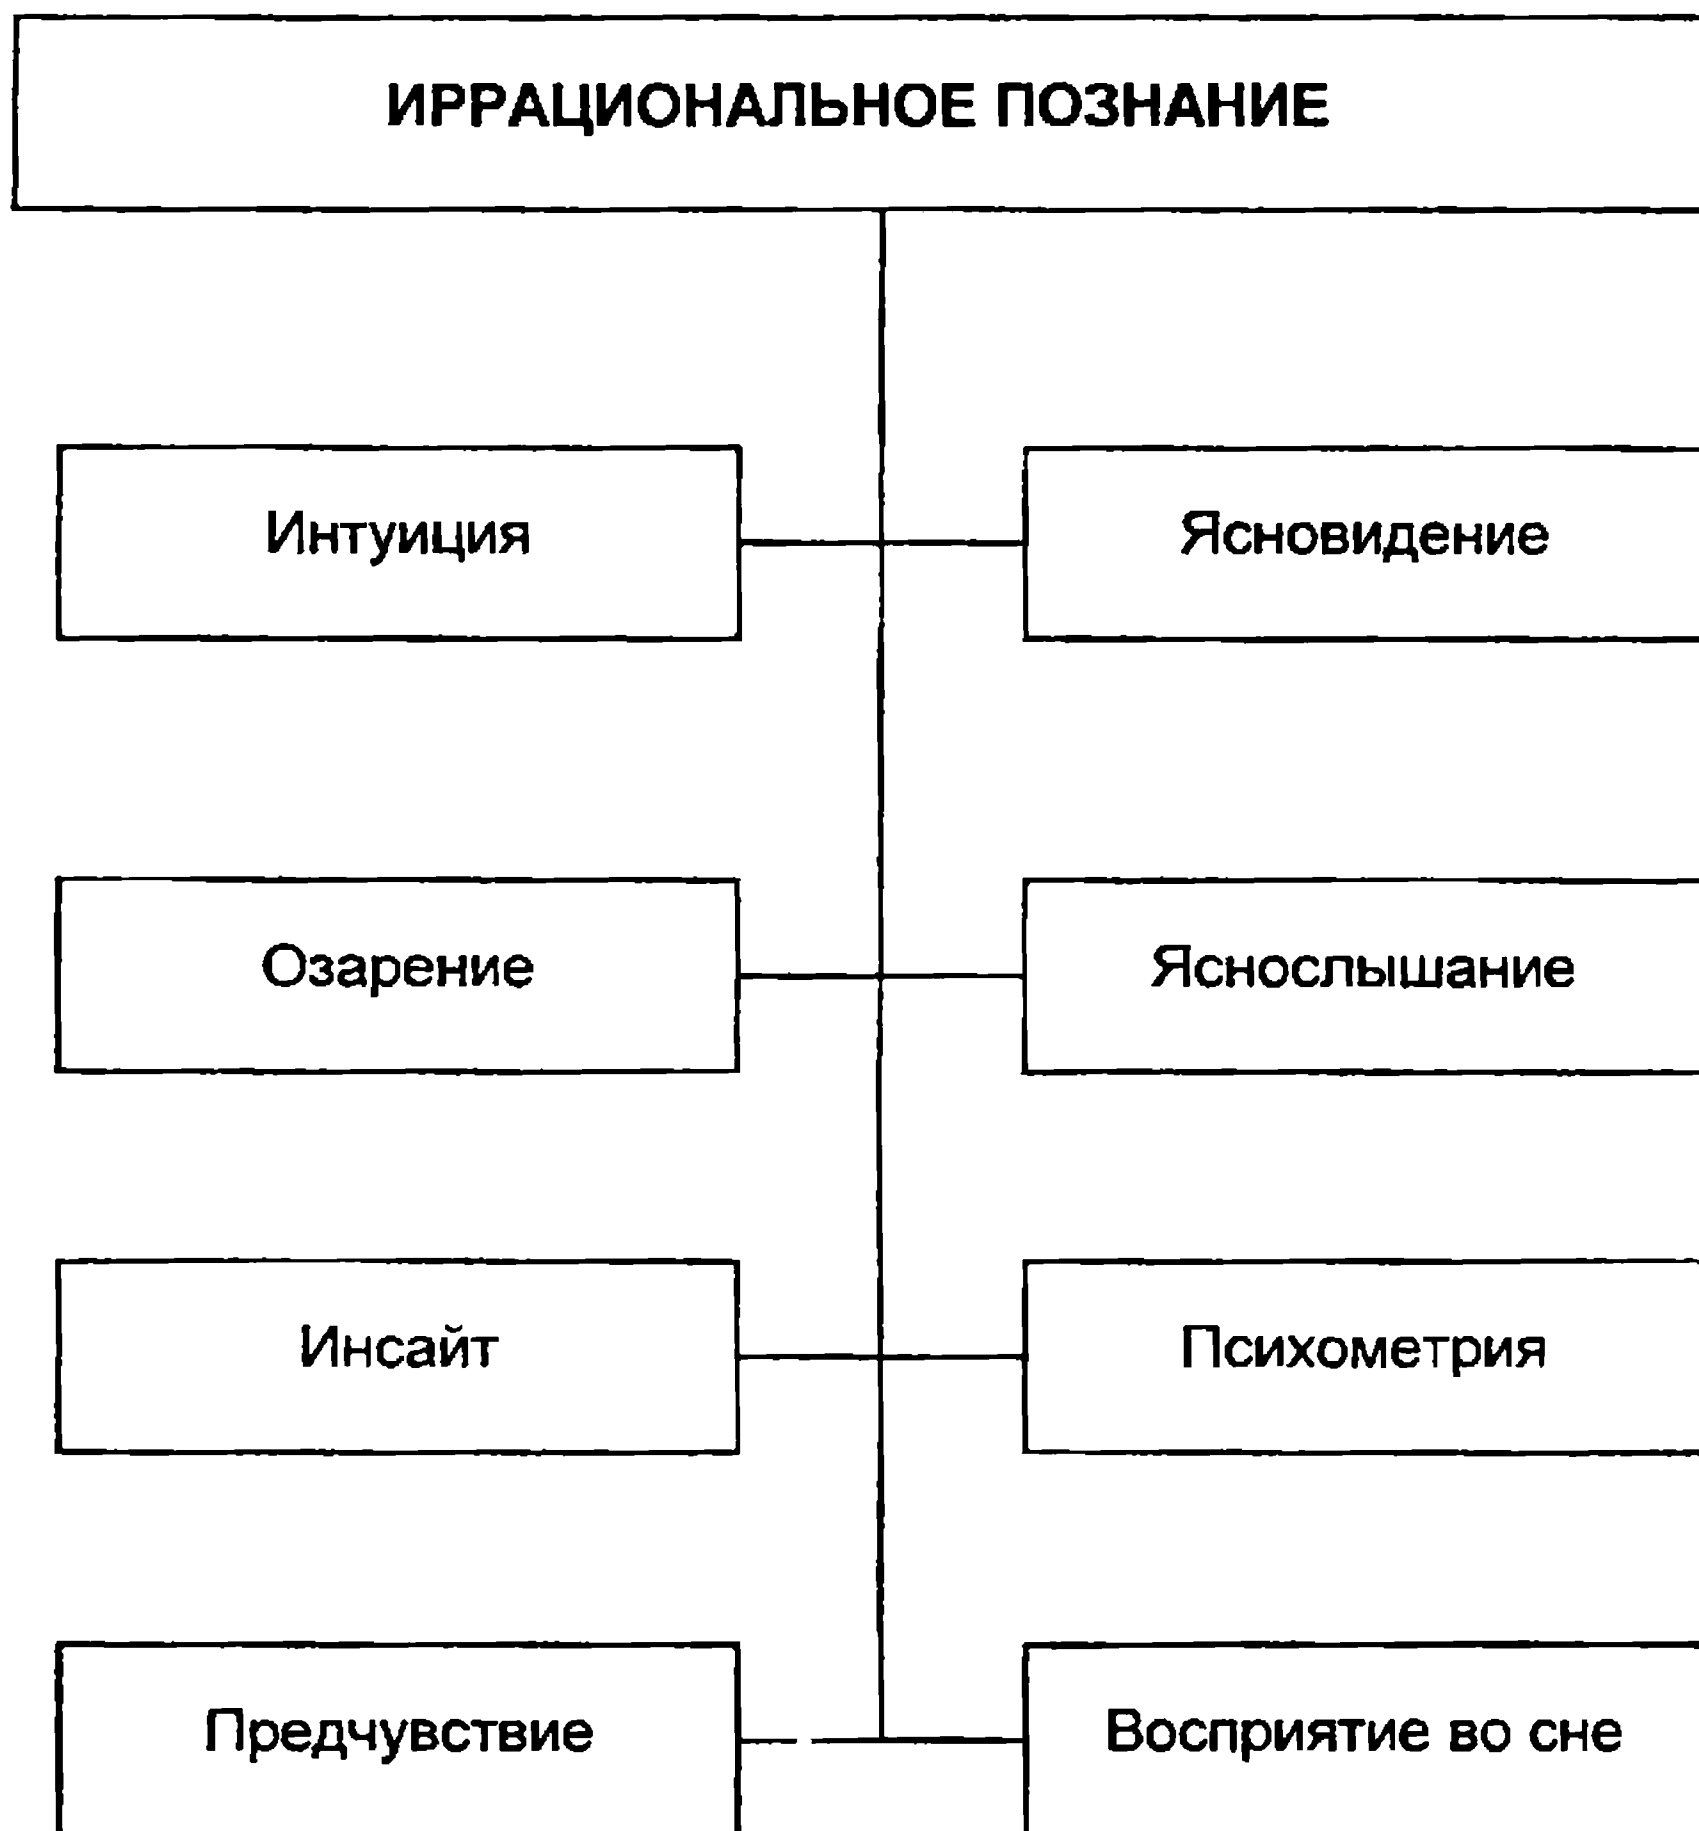 ИРРАЦИОНАЛЬНОЕ ПОЗНАНИЕ
Интуиция
Ясновидение
Озарение
Яснослышание
Инсайт
Психометрия
Предчувствие
Восприятие во сне